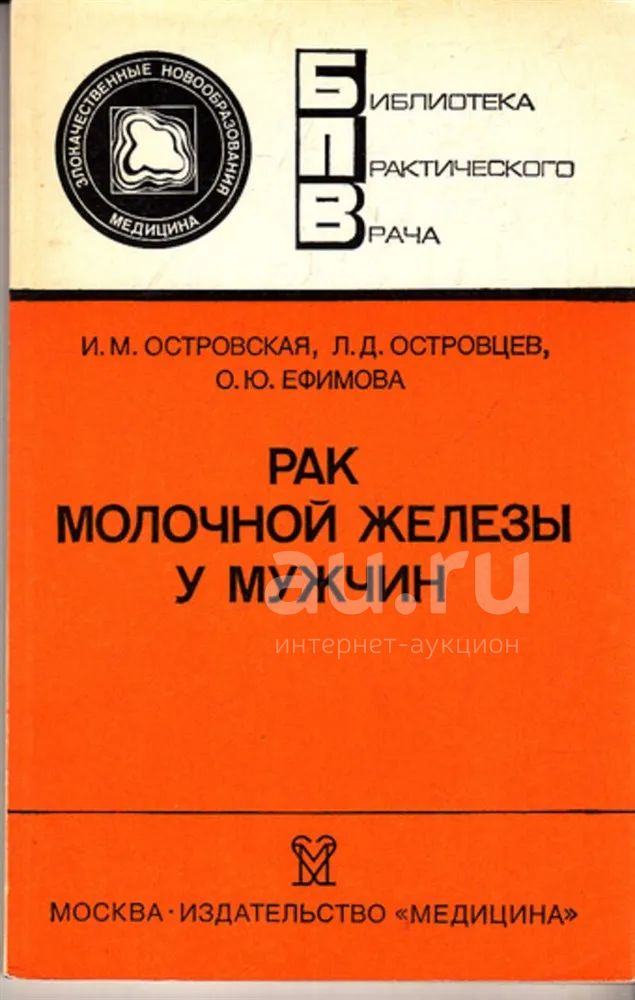 ЗЛОКАЧЕСТВЕННЫЕ НОВООБРАЗОВАНИЯ
МЕДИЦИНА
БИБЛИОТЕКА
ПРАКТИЧЕСКОГО
ВРАЧА
И. М. ОСТРОВСКАЯ, Л. Д. ОСТРОВЦЕВ,
О. Ю. ЕФИМОВА
РАК
МОЛОЧНОЙ ЖЕЛЕЗЫ
У МУЖЧИН
au.ru
интернет-аукцион
М
МОСКВА · ИЗДАТЕЛЬСТВО «МЕДИЦИНА»